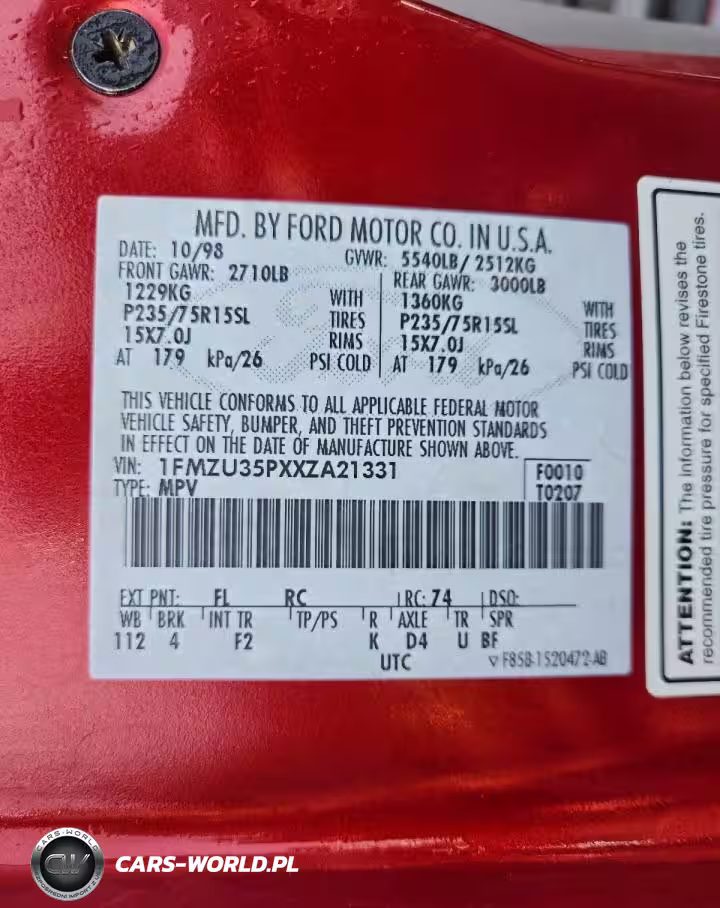 MFD. BY FORD MOTOR CO. IN U.S.A.
DATE: 10/98 GVWR: 5540LB/ 2512KG
FRONT GAWR: 2710LB REAR GAWR: 3000LB
1229KG WITH 1360KG WITH
P235/75R15SL TIRES P235/75R15SL TIRES
15X7.0J RIMS 15X7.0J RIMS
AT 179 kPa/26 PSI COLD AT 179 kPa/26 PSI COLD
THIS VEHICLE CONFORMS TO ALL APPLICABLE FEDERAL MOTOR
VEHICLE SAFETY, BUMPER, AND THEFT PREVENTION STANDARDS
IN EFFECT ON THE DATE OF MANUFACTURE SHOWN ABOVE.
VIN: 1FMZU35PXXZA21331 F0010
TYPE: MPV T0207
EXT PNT: FL RC RC: 74 DSO:
WB BRK INT TR TP/PS R AXLE TR SPR
112 4 F2 K D4 U BF
UTC ▽ F85B-1520472-AB
ATTENTION: The information below revises the
recommended tire pressure for specified Firestone tires.
CARS-WORLD
CW
CARS-WORLD.PL